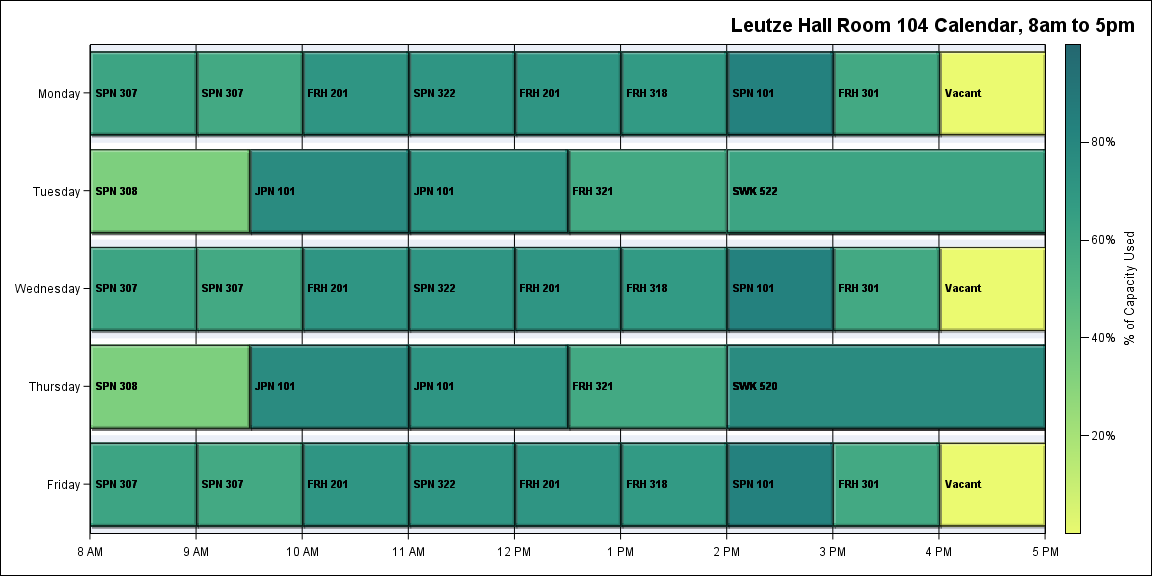 Leutze Hall Room 104 Calendar, 8am to 5pm
Monday SPN 307 SPN 307 FRH 201 SPN 322 FRH 201 FRH 318 SPN 101 FRH 301 Vacant
80%
Tuesday SPN 308 JPN 101 JPN 101 FRH 321 SWK 522
60%
% of Capacity Used
Wednesday SPN 307 SPN 307 FRH 201 SPN 322 FRH 201 FRH 318 SPN 101 FRH 301 Vacant
40%
Thursday SPN 308 JPN 101 JPN 101 FRH 321 SWK 520
20%
Friday SPN 307 SPN 307 FRH 201 SPN 322 FRH 201 FRH 318 SPN 101 FRH 301 Vacant
8 AM 9 AM 10 AM 11 AM 12 PM 1 PM 2 PM 3 PM 4 PM 5 PM